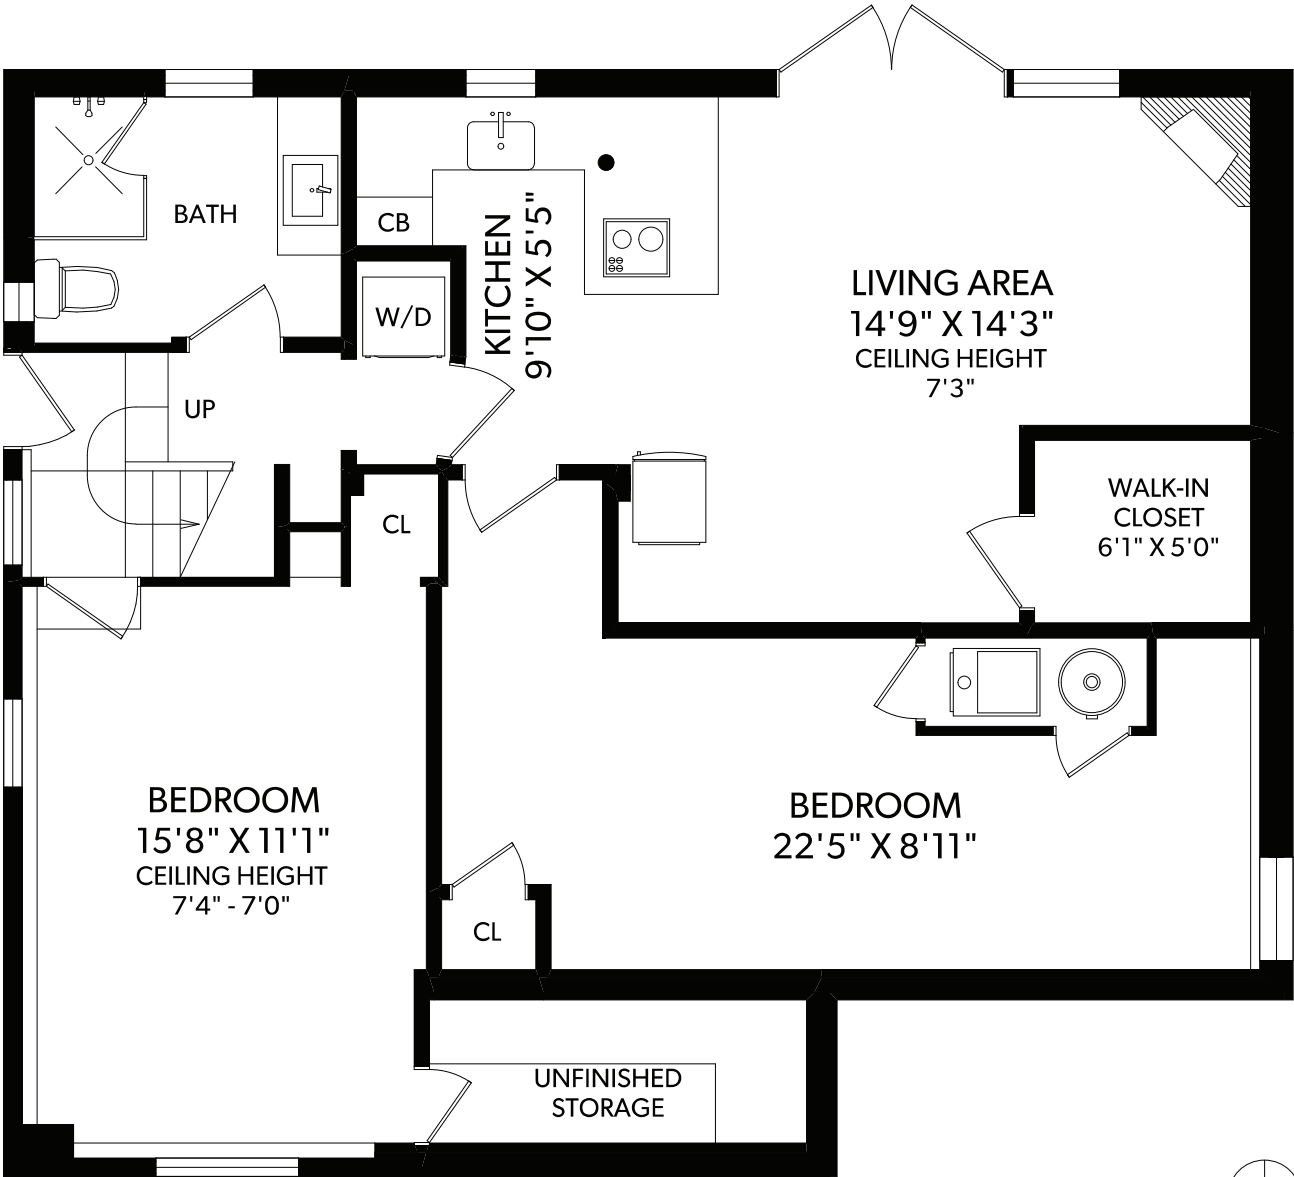 BATH
CB
W/D
KITCHEN
9'10" X 5'5"
LIVING AREA
14'9" X 14'3"
CEILING HEIGHT
7'3"
UP
CL
WALK-IN
CLOSET
6'1" X 5'0"
BEDROOM
15'8" X 11'1"
CEILING HEIGHT
7'4" - 7'0"
BEDROOM
22'5" X 8'11"
CL
UNFINISHED
STORAGE